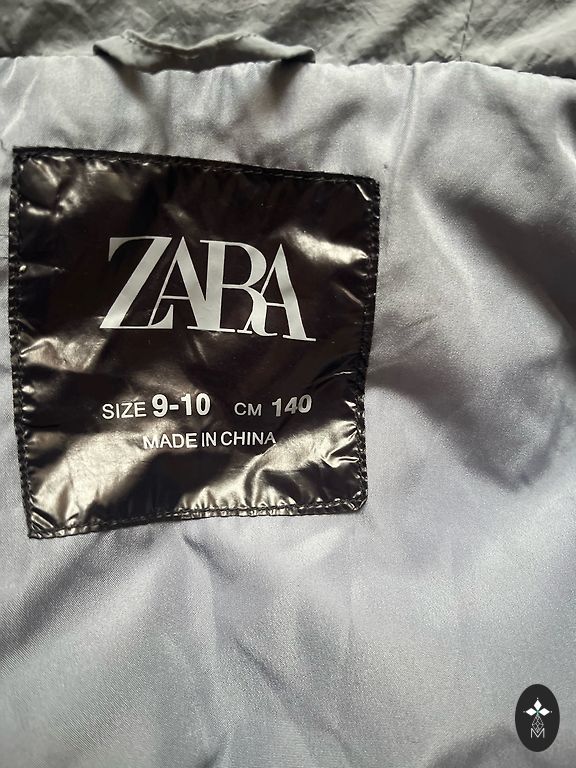 ZARA
SIZE 9-10 CM 140
MADE IN CHINA
M